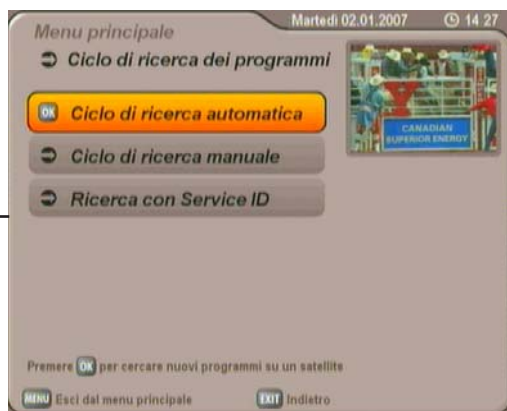 Martedì 02.01.2007 14 27
Menu principale
Ciclo di ricerca dei programmi
OK Ciclo di ricerca automatica
CANADIAN
SUPERIOR ENERGY
Ciclo di ricerca manuale
Ricerca con Service ID
Premere OK per cercare nuovi programmi su un satellite
MENU Esci dal menu principale EXIT Indietro